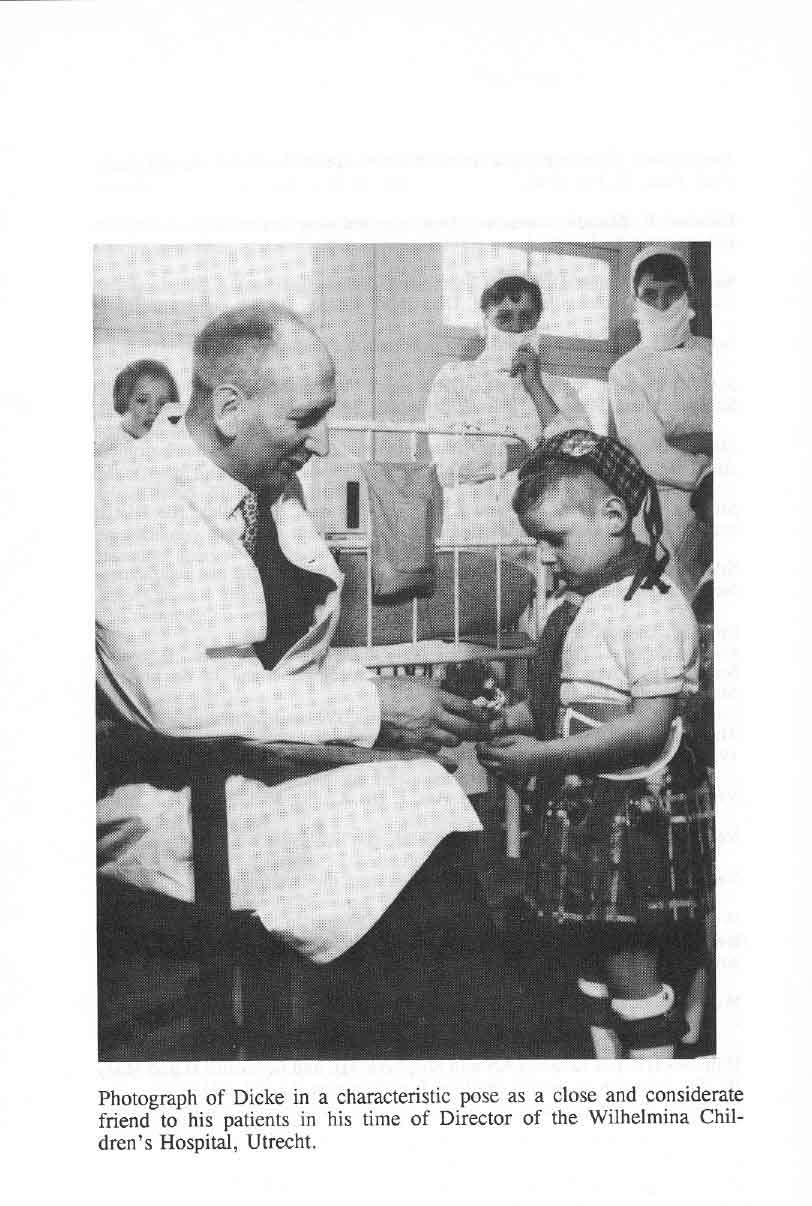 Photograph of Dicke in a characteristic pose as a close and considerate
friend to his patients in his time of Director of the Wilhelmina Chil-
dren's Hospital, Utrecht.